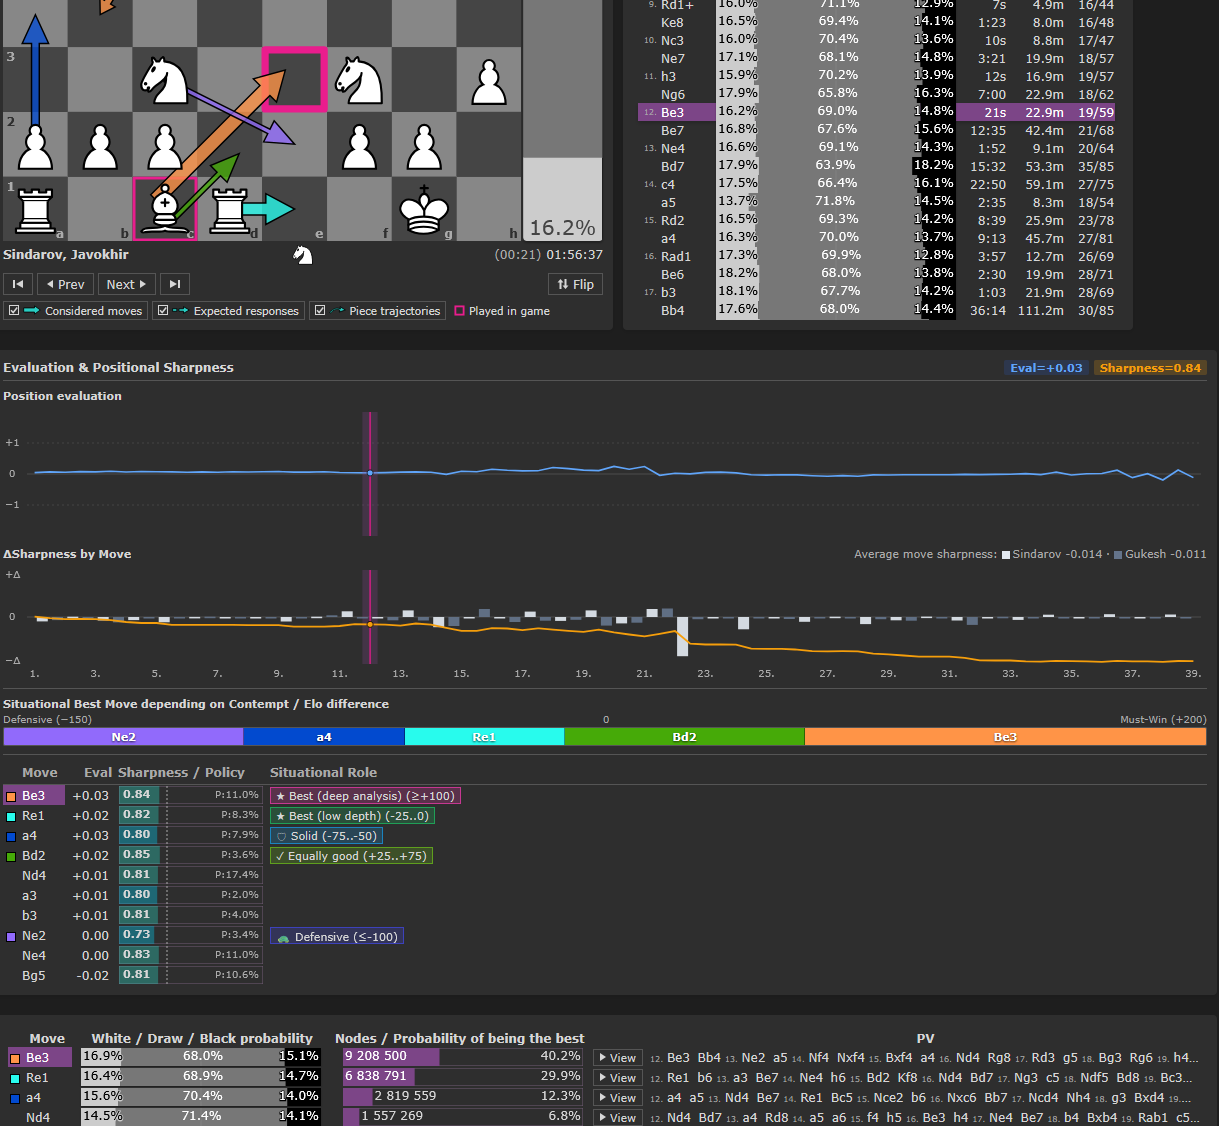 9. Rd1+ 16.0% 71.1% 12.9% 7s 4.9m 16/44
Ke8 16.5% 69.4% 14.1% 1:23 8.0m 16/48
10. Nc3 16.0% 70.4% 13.6% 10s 8.8m 17/47
Ne7 17.1% 68.1% 14.8% 3:21 19.9m 18/57
11. h3 15.9% 70.2% 13.9% 12s 16.9m 19/57
Ng6 17.9% 65.8% 16.3% 7:00 22.9m 18/62
12. Be3 16.2% 69.0% 14.8% 21s 22.9m 19/59
Be7 16.8% 67.6% 15.6% 12:35 42.4m 21/68
13. Ne4 16.6% 69.1% 14.3% 1:52 9.1m 20/64
Bd7 17.9% 63.9% 18.2% 15:32 53.3m 35/85
14. c4 17.5% 66.4% 16.1% 22:50 59.1m 27/75
a5 13.7% 71.8% 14.5% 2:35 8.3m 18/54
15. Rd2 16.5% 69.3% 14.2% 8:39 25.9m 23/78
a4 16.3% 70.0% 13.7% 9:13 45.7m 27/81
16. Rad1 17.3% 69.9% 12.8% 3:57 12.7m 26/69
Be6 18.2% 68.0% 13.8% 2:30 19.9m 28/71
17. b3 18.1% 67.7% 14.2% 1:03 21.9m 28/69
Bb4 17.6% 68.0% 14.4% 36:14 111.2m 30/85
3
2
1
a b c d e f g h
16.2%
Sindarov, Javokhir (00:21) 01:56:37
Prev Next Flip
Considered moves Expected responses Piece trajectories Played in game
Evaluation & Positional Sharpness Eval=+0.03 Sharpness=0.84
Position evaluation
+1
0
−1
ΔSharpness by Move Average move sharpness: Sindarov -0.014 · Gukesh -0.011
+Δ
0
−Δ
1. 3. 5. 7. 9. 11. 13. 15. 17. 19. 21. 23. 25. 27. 29. 31. 33. 35. 37. 39.
Situational Best Move depending on Contempt / Elo difference
Defensive (−150) 0 Must-Win (+200)
Ne2 a4 Re1 Bd2 Be3
Move Eval Sharpness / Policy Situational Role
Be3 +0.03 0.84 P:11.0% ★ Best (deep analysis) (≥+100)
Re1 +0.02 0.82 P:8.3% ★ Best (low depth) (-25..0)
a4 +0.03 0.80 P:7.9% Solid (-75..-50)
Bd2 +0.02 0.85 P:3.6% ✓ Equally good (+25..+75)
Nd4 +0.01 0.81 P:17.4%
a3 +0.01 0.80 P:2.0%
b3 +0.01 0.81 P:4.0%
Ne2 0.00 0.73 P:3.4% Defensive (≤-100)
Ne4 0.00 0.83 P:11.0%
Bg5 -0.02 0.81 P:10.6%
Move White / Draw / Black probability Nodes / Probability of being the best PV
Be3 16.9% 68.0% 15.1% 9 208 500 40.2% View 12. Be3 Bb4 13. Ne2 a5 14. Nf4 Nxf4 15. Bxf4 a4 16. Nd4 Rg8 17. Rd3 g5 18. Bg3 Rg6 19. h4...
Re1 16.4% 68.9% 14.7% 6 838 791 29.9% View 12. Re1 b6 13. a3 Be7 14. Ne4 h6 15. Bd2 Kf8 16. Nd4 Bd7 17. Ng3 c5 18. Ndf5 Bd8 19. Bc3...
a4 15.6% 70.4% 14.0% 2 819 559 12.3% View 12. a4 a5 13. Nd4 Be7 14. Re1 Bc5 15. Nce2 b6 16. Nxc6 Bb7 17. Ncd4 Nh4 18. g3 Bxd4 19....
Nd4 14.5% 71.4% 14.1% 1 557 269 6.8% View 12. Nd4 Bd7 13. a4 Rd8 14. a5 a6 15. f4 h5 16. Be3 h4 17. Ne4 Be7 18. b4 Bxb4 19. Rab1 c5...